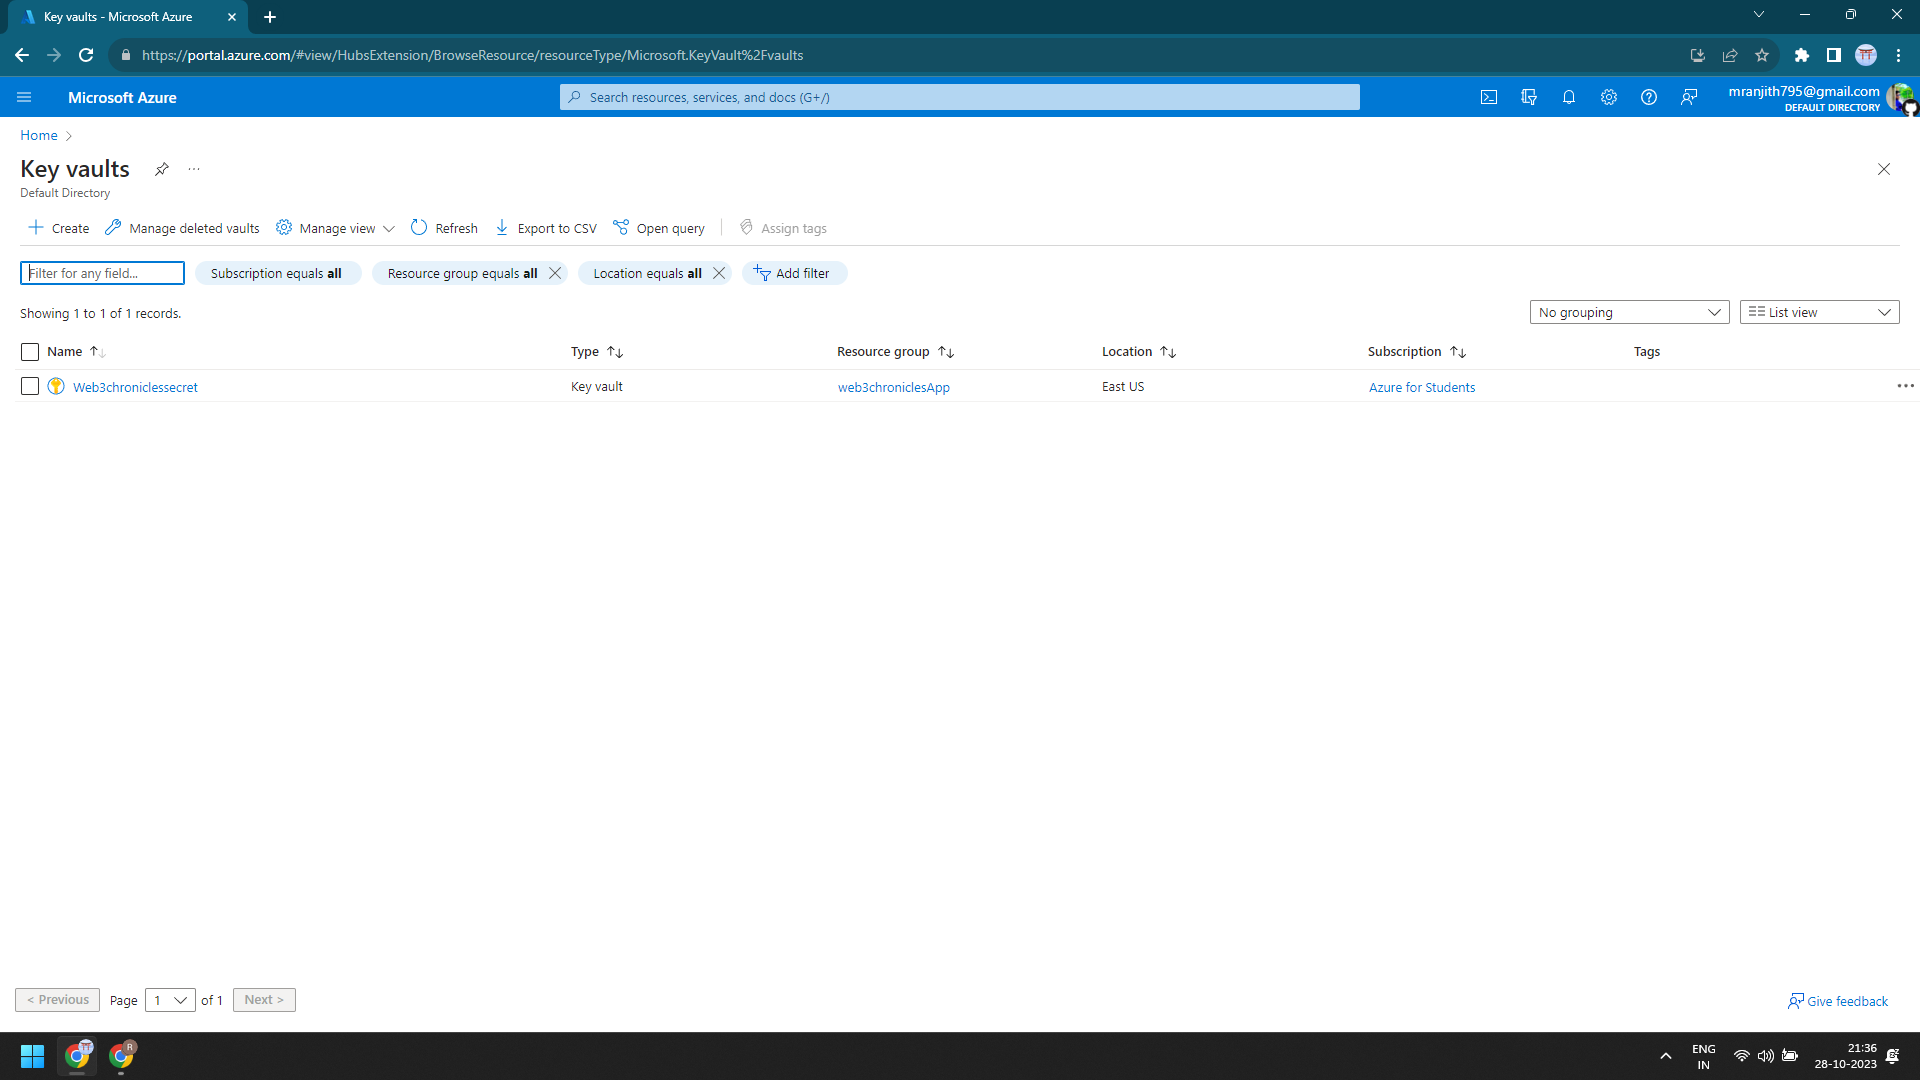 Key vaults - Microsoft Azure
https://portal.azure.com/#view/HubsExtension/BrowseResource/resourceType/Microsoft.KeyVault%2Fvaults
Microsoft Azure
Search resources, services, and docs (G+/)
mranjith795@gmail.com
DEFAULT DIRECTORY
Home
Key vaults
Default Directory
Create Manage deleted vaults Manage view Refresh Export to CSV Open query Assign tags
Filter for any field... Subscription equals all Resource group equals all Location equals all Add filter
Showing 1 to 1 of 1 records.
No grouping List view
Name Type Resource group Location Subscription Tags
Web3chroniclessecret Key vault web3chroniclesApp East US Azure for Students
< Previous Page 1 of 1 Next >
Give feedback
R
ENG
IN
21:36
28-10-2023